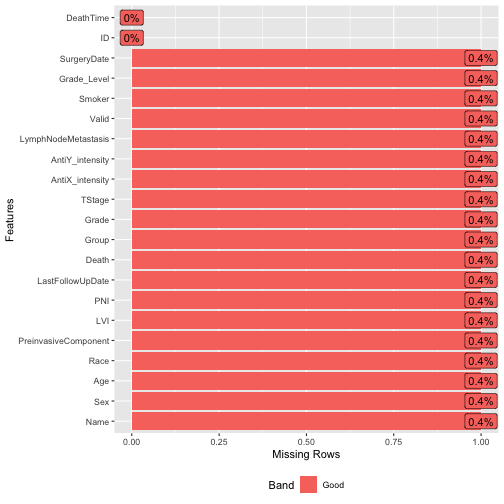 DeathTime 0%
ID 0%
SurgeryDate 0.4%
Grade_Level 0.4%
Smoker 0.4%
Valid 0.4%
LymphNodeMetastasis 0.4%
AntiY_intensity 0.4%
AntiX_intensity 0.4%
TStage 0.4%
Grade 0.4%
Group 0.4%
Death 0.4%
LastFollowUpDate 0.4%
PNI 0.4%
LVI 0.4%
PreinvasiveComponent 0.4%
Race 0.4%
Age 0.4%
Sex 0.4%
Name 0.4%
Features
0.00 0.25 0.50 0.75 1.00
Missing Rows
Band Good